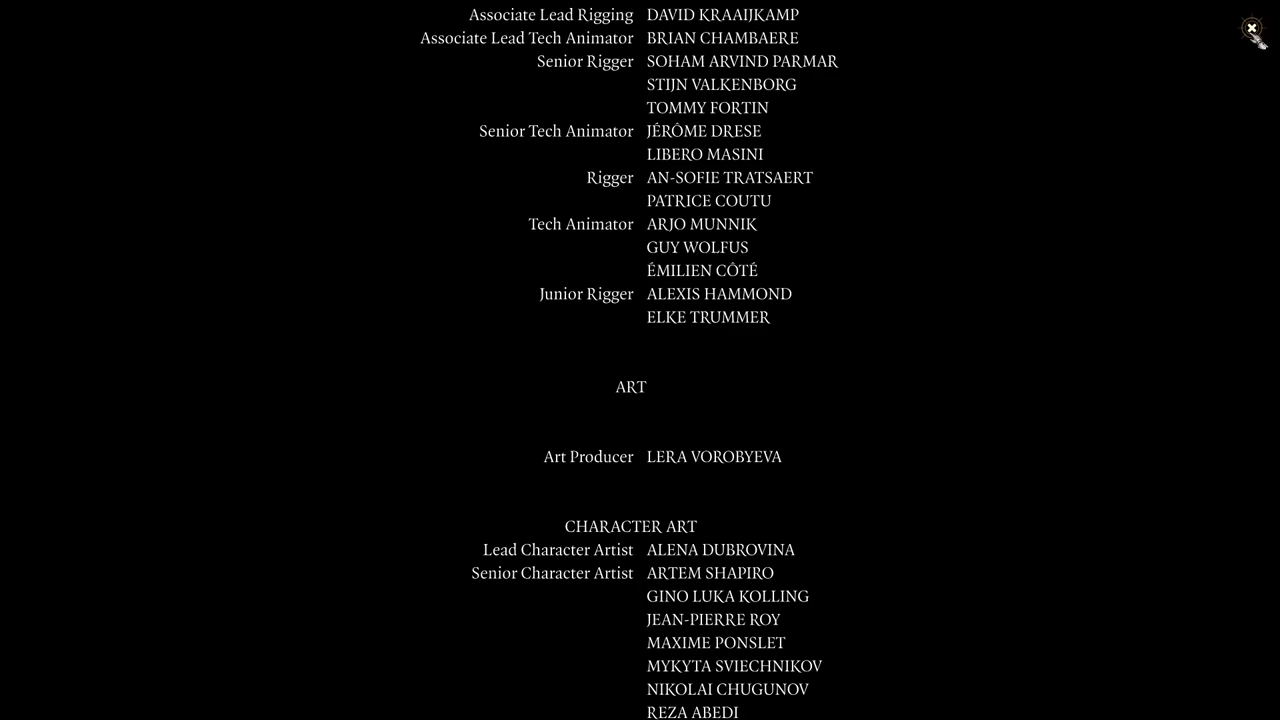 Associate Lead Rigging DAVID KRAAIJKAMP
Associate Lead Tech Animator BRIAN CHAMBAERE
Senior Rigger SOHAM ARVIND PARMAR
STIJN VALKENBORG
TOMMY FORTIN
Senior Tech Animator JÉRÔME DRESE
LIBERO MASINI
Rigger AN-SOFIE TRATSAERT
PATRICE COUTU
Tech Animator ARJO MUNNIK
GUY WOLFUS
ÉMILIEN CÔTÉ
Junior Rigger ALEXIS HAMMOND
ELKE TRUMMER
ART
Art Producer LERA VOROBYEVA
CHARACTER ART
Lead Character Artist ALENA DUBROVINA
Senior Character Artist ARTEM SHAPIRO
GINO LUKA KOLLING
JEAN-PIERRE ROY
MAXIME PONSLET
MYKYTA SVIECHNIKOV
NIKOLAI CHUGUNOV
REZA ABEDI